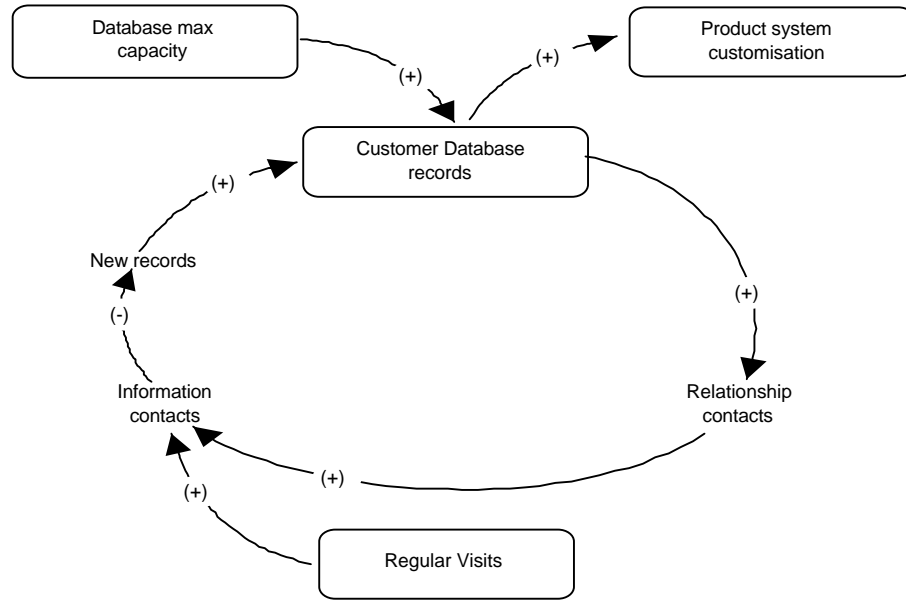 Database max
capacity
Product system
customisation
(+)
(+)
Customer Database
records
(+)
New records
(+)
(-)
Information
contacts
Relationship
contacts
(+)
(+)
Regular Visits